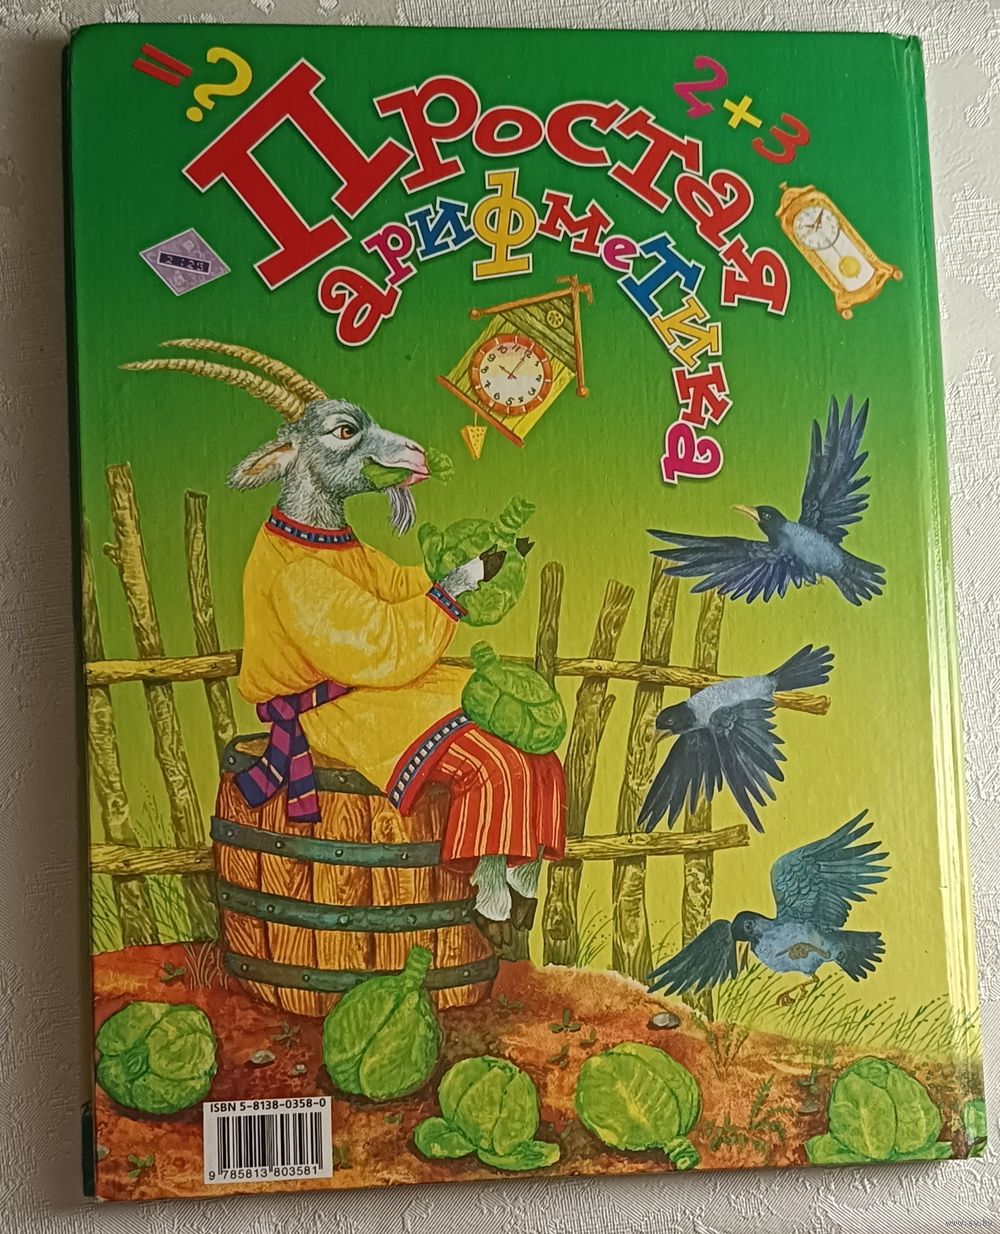 = ?
2 + 3
Простая
арифметика
ISBN 5-8138-0358-0
9 785813 803581